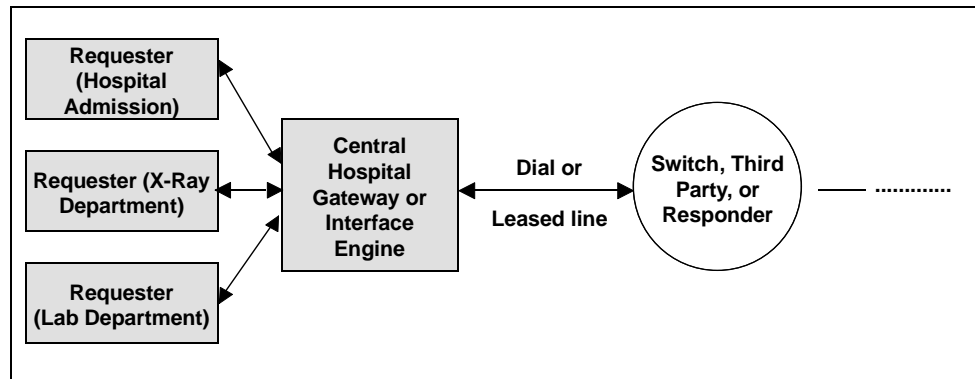 Requester
(Hospital
Admission)
Requester (X-Ray
Department)
Requester
(Lab Department)
Central
Hospital
Gateway or
Interface
Engine
Dial or
Leased line
Switch, Third
Party, or
Responder
.............